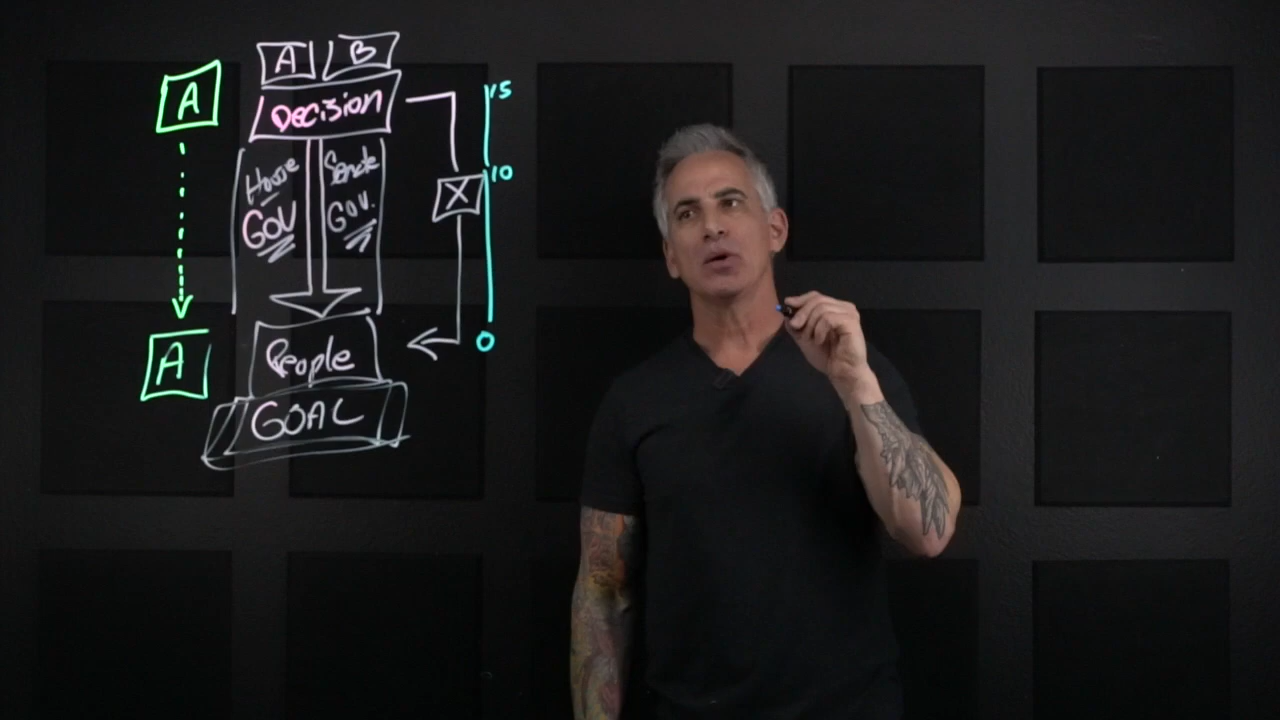 A B
A
Decision
15
House
GOV
Senate
GOV.
X
10
People
A
0
GOAL